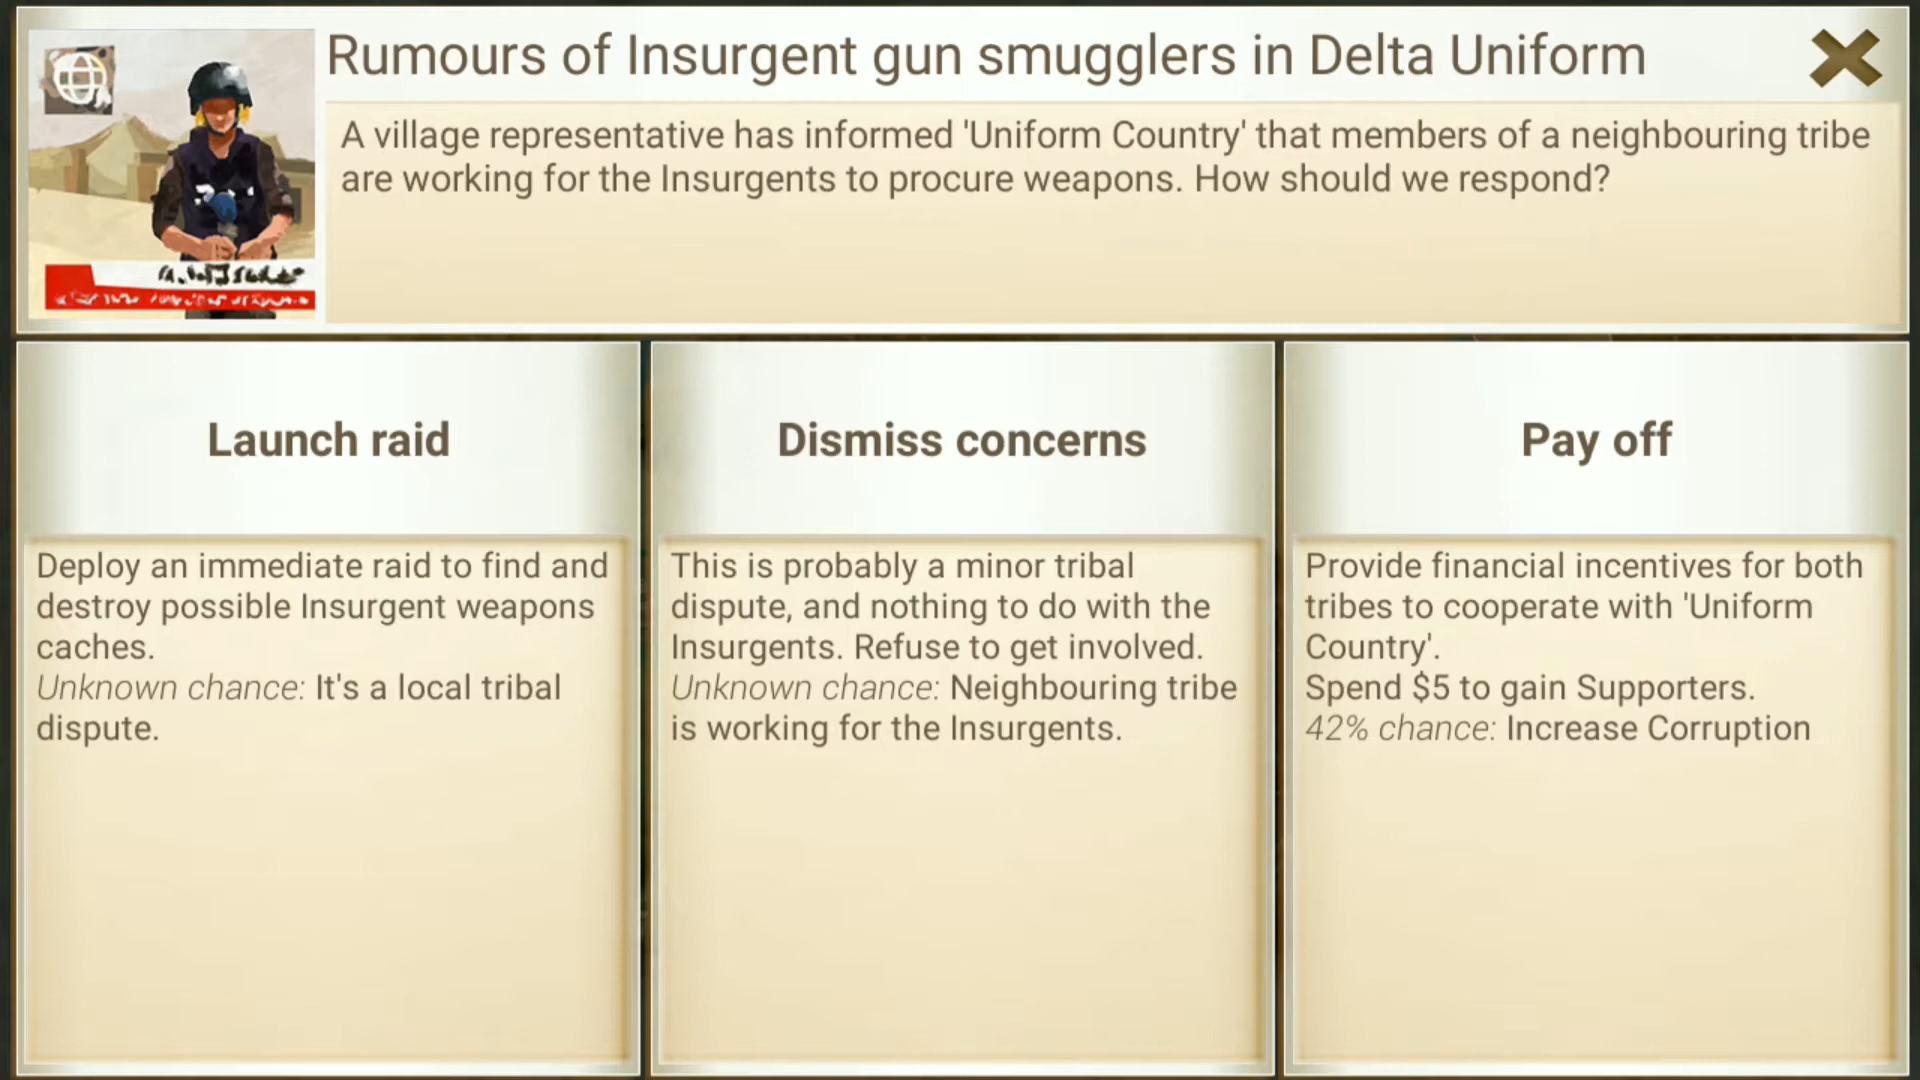 Rumours of Insurgent gun smugglers in Delta Uniform
A village representative has informed 'Uniform Country' that members of a neighbouring tribe
are working for the Insurgents to procure weapons. How should we respond?
Launch raid
Deploy an immediate raid to find and
destroy possible Insurgent weapons
caches.
Unknown chance: It's a local tribal
dispute.
Dismiss concerns
This is probably a minor tribal
dispute, and nothing to do with the
Insurgents. Refuse to get involved.
Unknown chance: Neighbouring tribe
is working for the Insurgents.
Pay off
Provide financial incentives for both
tribes to cooperate with 'Uniform
Country'.
Spend $5 to gain Supporters.
42% chance: Increase Corruption